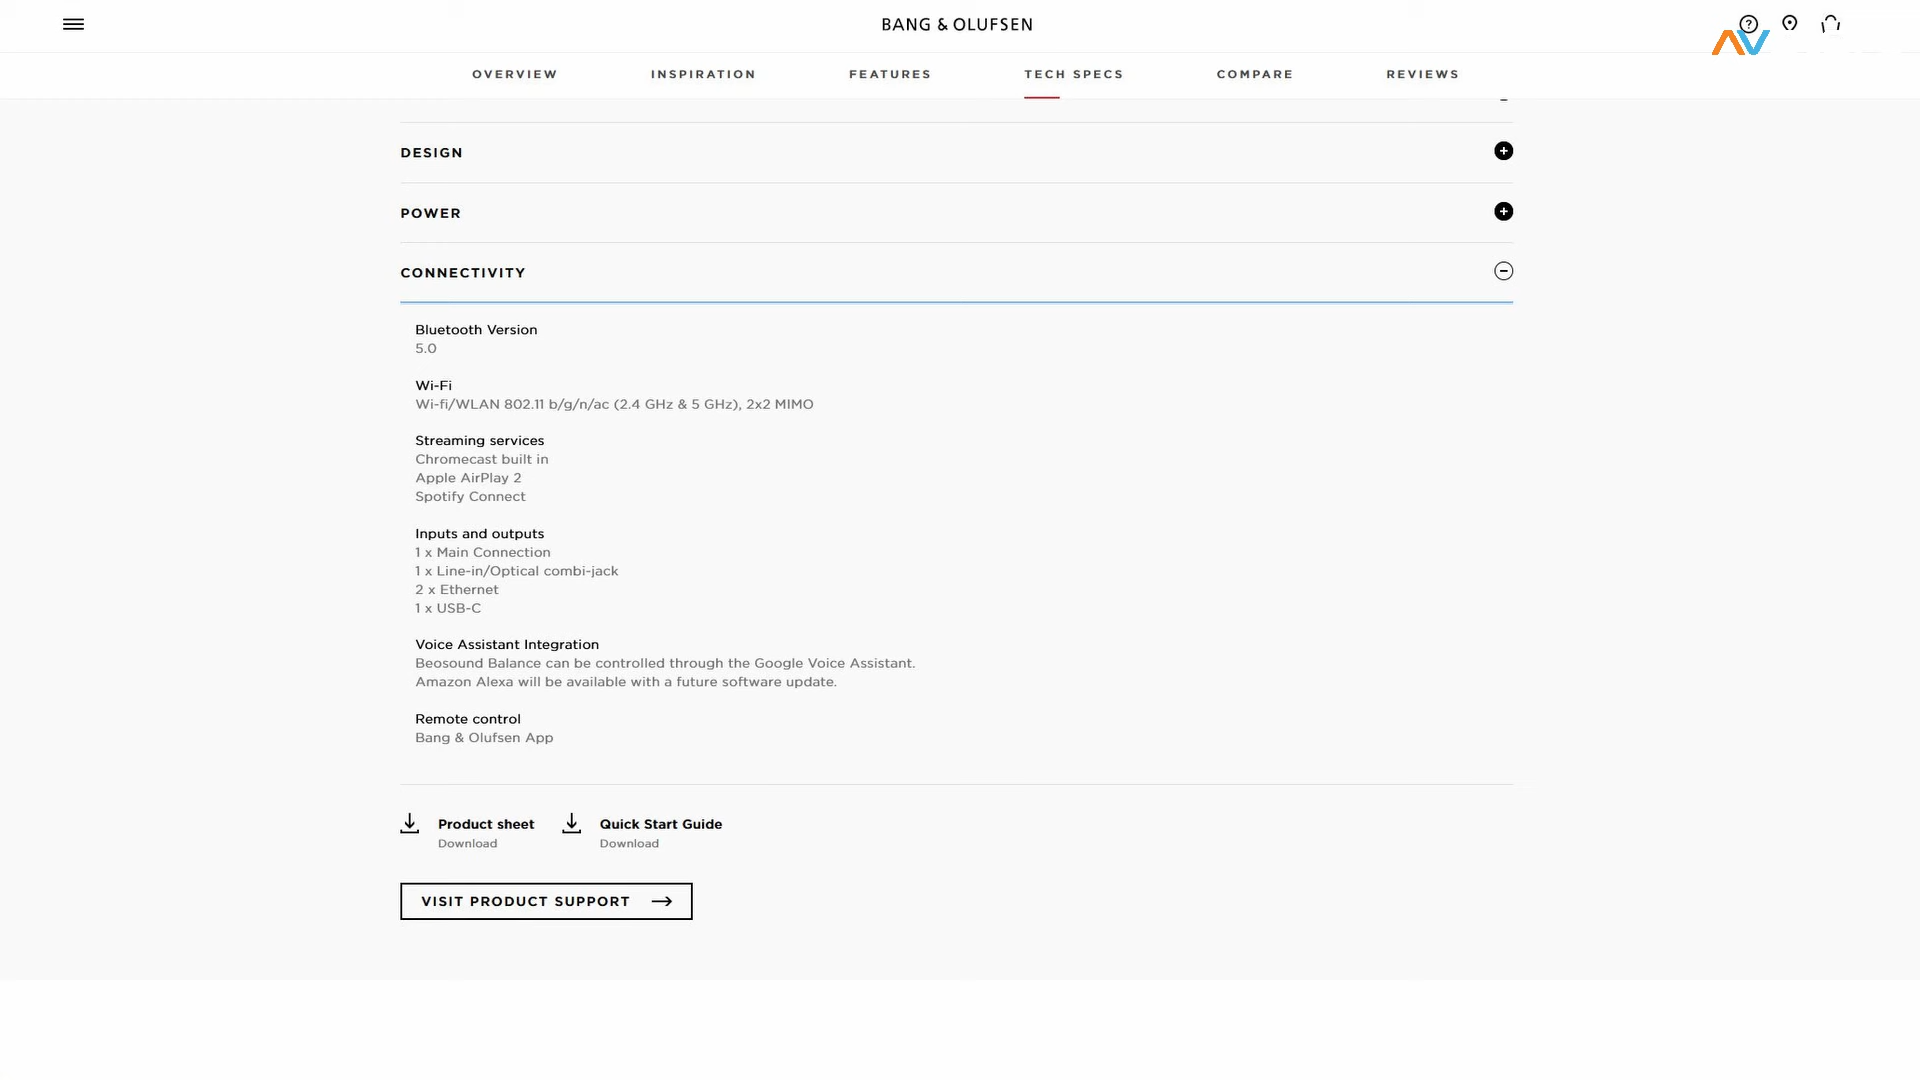 BANG & OLUFSEN
OVERVIEW INSPIRATION FEATURES TECH SPECS COMPARE REVIEWS
DESIGN
POWER
CONNECTIVITY
Bluetooth Version
5.0
Wi-Fi
Wi-fi/WLAN 802.11 b/g/n/ac (2.4 GHz & 5 GHz), 2x2 MIMO
Streaming services
Chromecast built in
Apple AirPlay 2
Spotify Connect
Inputs and outputs
1 x Main Connection
1 x Line-in/Optical combi-jack
2 x Ethernet
1 x USB-C
Voice Assistant Integration
Beosound Balance can be controlled through the Google Voice Assistant.
Amazon Alexa will be available with a future software update.
Remote control
Bang & Olufsen App
Product sheet
Download
Quick Start Guide
Download
VISIT PRODUCT SUPPORT
AV